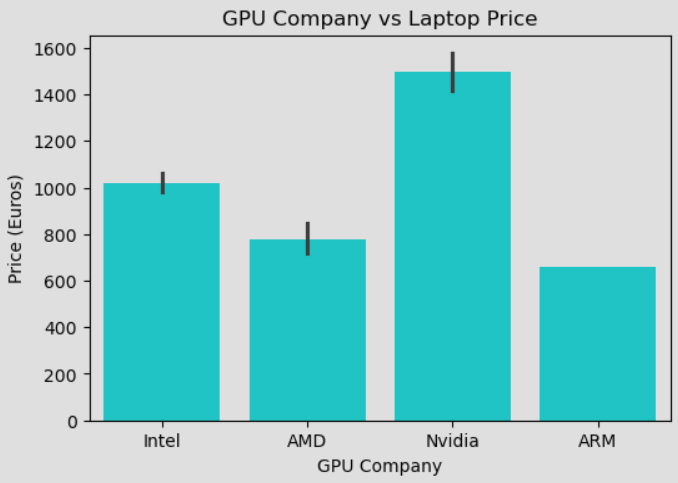 GPU Company vs Laptop Price
Price (Euros)
1600
1400
1200
1000
800
600
400
200
0
Intel AMD Nvidia ARM
GPU Company